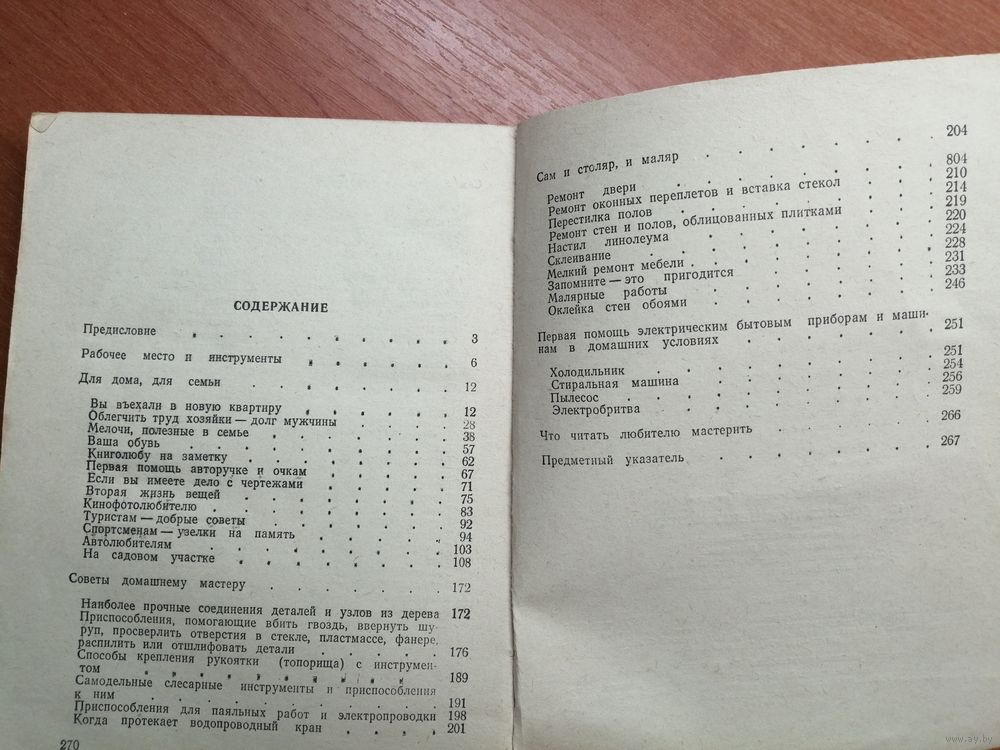 СОДЕРЖАНИЕ
Предисловие . . . . . . . . . . 3
Рабочее место и инструменты . . . . . . 6
Для дома, для семьи . . . . . . . . 12
Вы въехали в новую квартиру . . . . . . 12
Облегчить труд хозяйки — долг мужчины . . . . 28
Мелочи, полезные в семье . . . . . . . 38
Ваша обувь . . . . . . . . . 57
Книголюбу на заметку . . . . . . . . 62
Первая помощь авторучке и очкам . . . . . 67
Если вы имеете дело с чертежами . . . . . 71
Вторая жизнь вещей . . . . . . . . 75
Кинофотолюбителю . . . . . . . . . 83
Туристам — добрые советы . . . . . . . 92
Спортсменам — узелки на память . . . . . 94
Автолюбителям . . . . . . . . . 103
На садовом участке . . . . . . . . 108
Советы домашнему мастеру . . . . . . . 172
Наиболее прочные соединения деталей и узлов из дерева 172
Приспособления, помогающие вбить гвоздь, ввернуть шу-
руп, просверлить отверстия в стекле, пластмассе, фанере,
распилить или отшлифовать детали . . . . . 176
Способы крепления рукоятки (топорища) с инструмен-
том . . . . . . . . . . 189
Самодельные слесарные инструменты и приспособления
к ним . . . . . . . . . . 191
Приспособления для паяльных работ и электропроводки 198
Когда протекает водопроводный кран . . . . 201
270
Сам и столяр, и маляр . . . . . . . . 204
Ремонт двери . . . . . . . . . 804
Ремонт оконных переплетов и вставка стекол . . . 210
Перестилка полов . . . . . . . . 214
Ремонт стен и полов, облицованных плитками . . . 219
Настил линолеума . . . . . . . . 220
Склеивание . . . . . . . . . 224
Мелкий ремонт мебели . . . . . . . . 228
Запомните — это пригодится . . . . . . 231
Малярные работы . . . . . . . . 233
Оклейка стен обоями . . . . . . . . 246
Первая помощь электрическим бытовым приборам и маши-
нам в домашних условиях . . . . . . . 251
Холодильник . . . . . . . . . 251
Стиральная машина . . . . . . . . 254
Пылесос . . . . . . . . . . 256
Электробритва . . . . . . . . . 259
Что читать любителю мастерить . . . . . . 266
Предметный указатель . . . . . . . . 267
www.ay.by